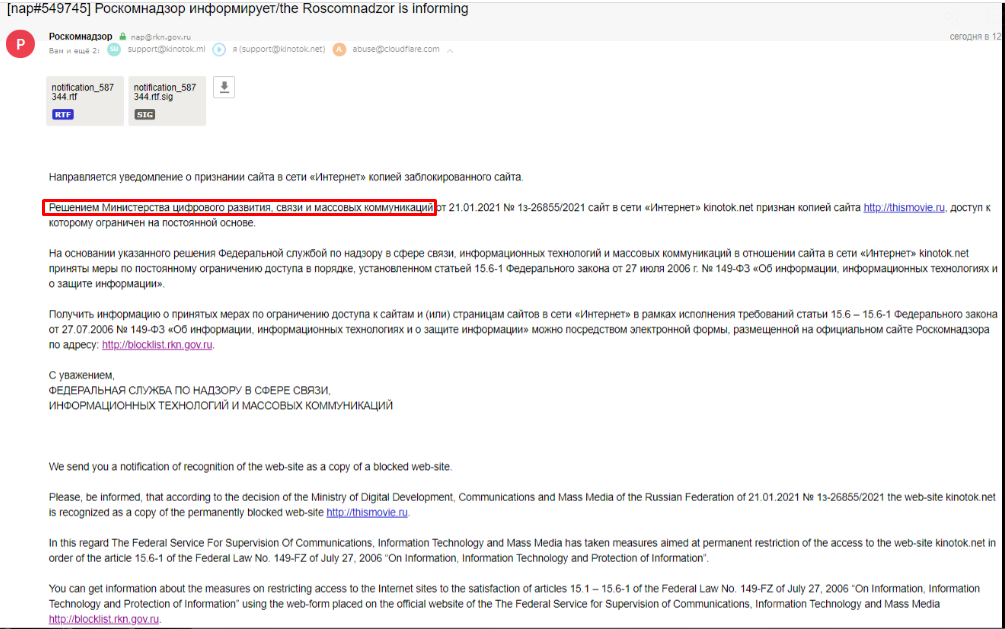 [nap#549745] Роскомнадзор информирует/the Roscomnadzor is informing
P
Роскомнадзор nap@rkn.gov.ru
сегодня в 12
Вам и ещё 2: support@kinotok.ml я (support@kinotok.net) A abuse@cloudflare.com
notification_587 notification_587
344.rtf 344.rtf.sig
RTF SIG
Направляется уведомление о признании сайта в сети «Интернет» копией заблокированного сайта.
Решением Министерства цифрового развития, связи и массовых коммуникаций от 21.01.2021 № 1з-26855/2021 сайт в сети «Интернет» kinotok.net признан копией сайта http://thismovie.ru, доступ к
которому ограничен на постоянной основе.
На основании указанного решения Федеральной службой по надзору в сфере связи, информационных технологий и массовых коммуникаций в отношении сайта в сети «Интернет» kinotok.net
приняты меры по постоянному ограничению доступа в порядке, установленном статьей 15.6-1 Федерального закона от 27 июля 2006 г. № 149-ФЗ «Об информации, информационных технологиях и
о защите информации».
Получить информацию о принятых мерах по ограничению доступа к сайтам и (или) страницам сайтов в сети «Интернет» в рамках исполнения требований статьи 15.6 – 15.6-1 Федерального закона
от 27.07.2006 № 149-ФЗ «Об информации, информационных технологиях и о защите информации» можно посредством электронной формы, размещенной на официальном сайте Роскомнадзора
по адресу: http://blocklist.rkn.gov.ru.
С уважением,
ФЕДЕРАЛЬНАЯ СЛУЖБА ПО НАДЗОРУ В СФЕРЕ СВЯЗИ,
ИНФОРМАЦИОННЫХ ТЕХНОЛОГИЙ И МАССОВЫХ КОММУНИКАЦИЙ
We send you a notification of recognition of the web-site as a copy of a blocked web-site.
Please, be informed, that according to the decision of the Ministry of Digital Development, Communications and Mass Media of the Russian Federation of 21.01.2021 № 1з-26855/2021 the web-site kinotok.net
is recognized as a copy of the permanently blocked web-site http://thismovie.ru.
In this regard The Federal Service For Supervision Of Communications, Information Technology and Mass Media has taken measures aimed at permanent restriction of the access to the web-site kinotok.net in
order of the article 15.6-1 of the Federal Law No. 149-FZ of July 27, 2006 "On Information, Information Technology and Protection of Information".
You can get information about the measures on restricting access to the Internet sites to the satisfaction of articles 15.1 – 15.6-1 of the Federal Law No. 149-FZ of July 27, 2006 "On Information, Information
Technology and Protection of Information" using the web-form placed on the official website of the The Federal Service for Supervision of Communications, Information Technology and Mass Media
http://blocklist.rkn.gov.ru.